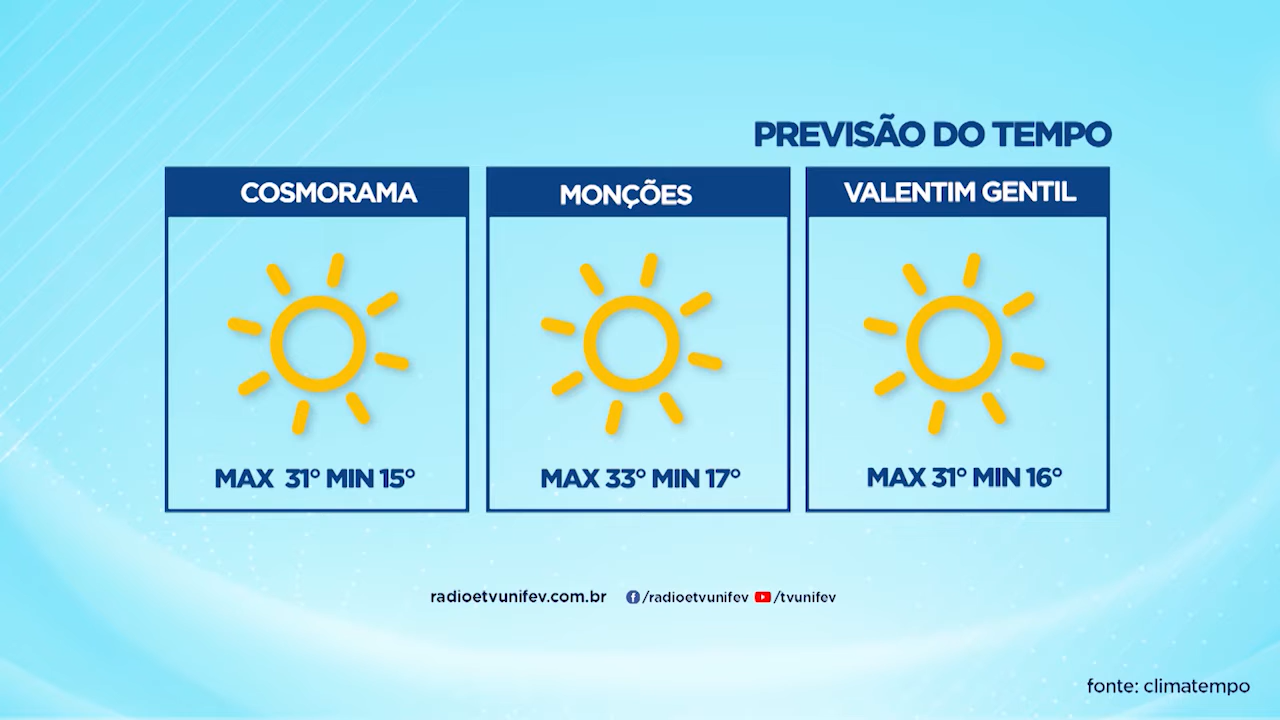 PREVISÃO DO TEMPO
COSMORAMA
MAX 31° MIN 15°
MONÇÕES
MAX 33° MIN 17°
VALENTIM GENTIL
MAX 31° MIN 16°
radioetvunifev.com.br /radioetvunifev /tvunifev
fonte: climatempo